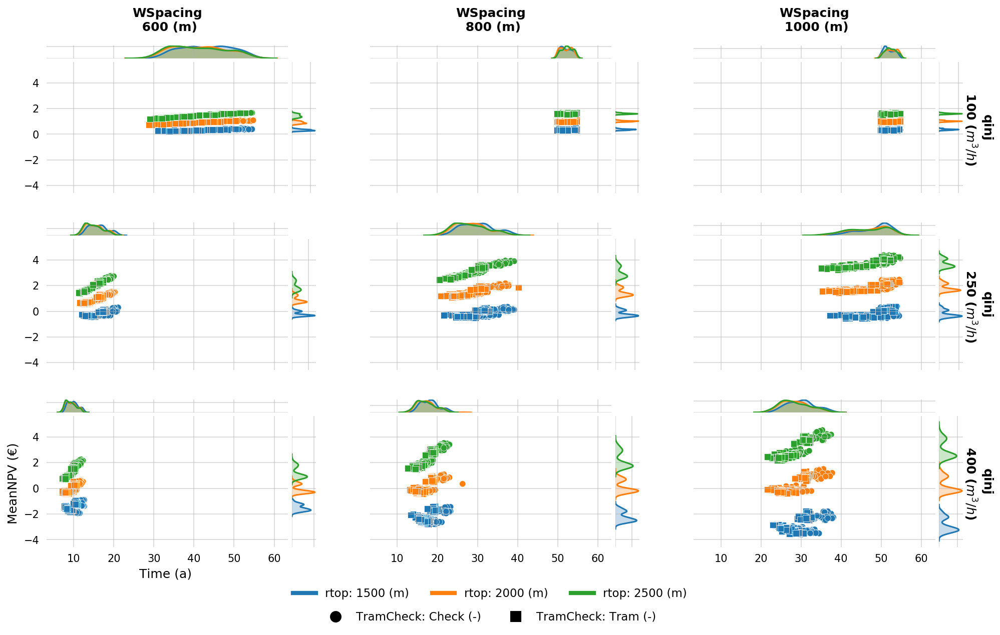 WSpacing WSpacing WSpacing
600 (m) 800 (m) 1000 (m)
4
2
0
−2
−4
qinj
100 (m³/h)
4
2
0
−2
−4
qinj
250 (m³/h)
4
2
0
−2
−4
MeanNPV (€)
qinj
400 (m³/h)
10 20 30 40 50 60 10 20 30 40 50 60 10 20 30 40 50 60
Time (a)
rtop: 1500 (m) rtop: 2000 (m) rtop: 2500 (m)
TramCheck: Check (-) TramCheck: Tram (-)